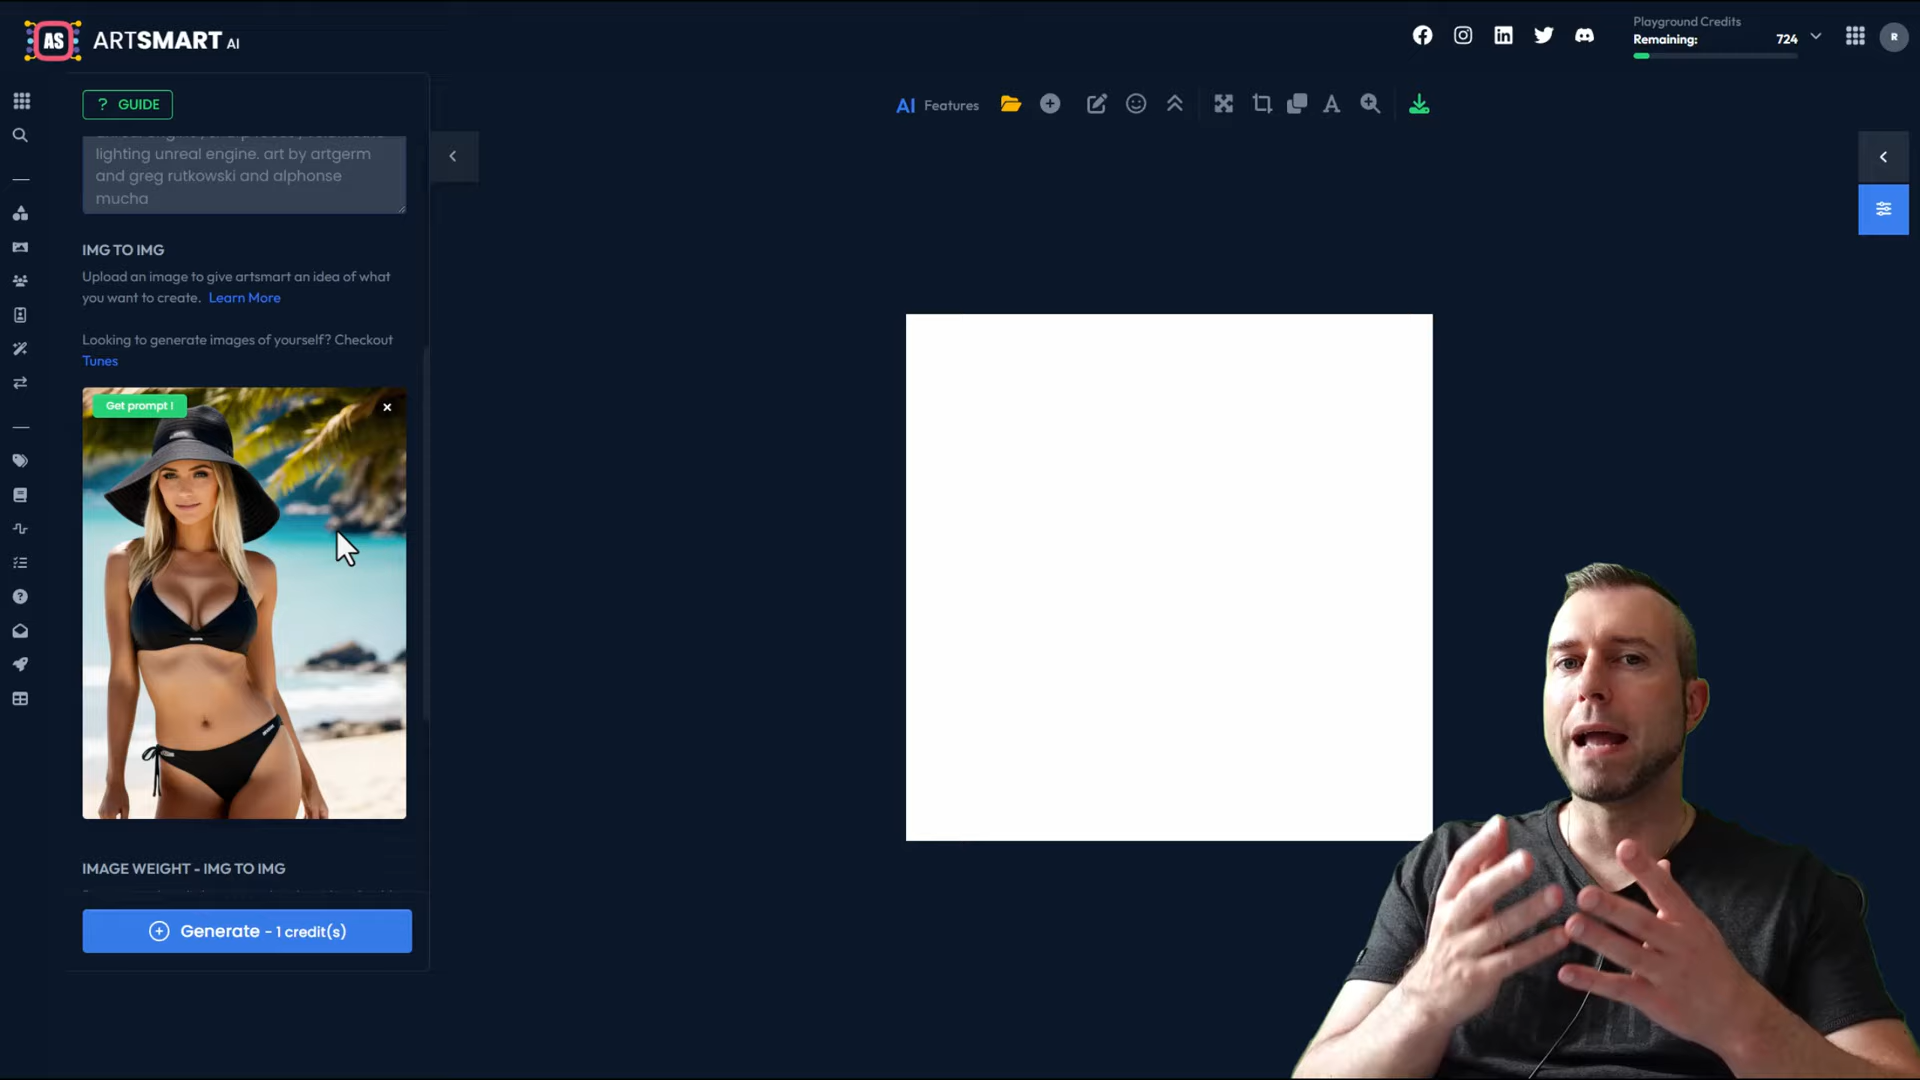 AS ARTSMART AI
Playground Credits
Remaining: 724
R
? GUIDE
AI Features
A
lighting unreal engine. art by artgerm
and greg rutkowski and alphonse
mucha
IMG TO IMG
Upload an image to give artsmart an idea of what
you want to create. Learn More
Looking to generate images of yourself? Checkout
Tunes
Get prompt !
IMAGE WEIGHT - IMG TO IMG
Generate - 1 credit(s)